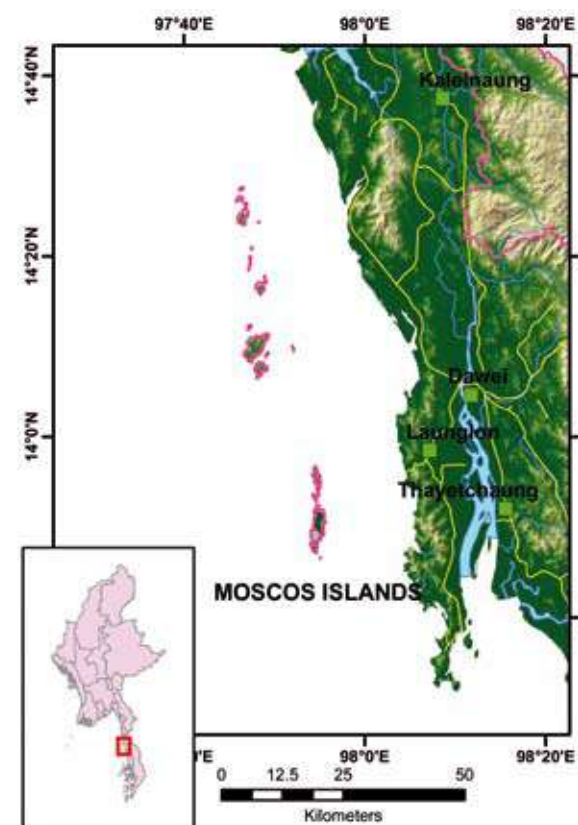 97°40'E 98°0'E 98°20'E
14°40'N
Kaleinaung
14°20'N
Dawei
14°0'N
Launglon
Thayetchaung
MOSCOS ISLANDS
0'E 98°0'E 98°20'E
0 12.5 25 50
Kilometers